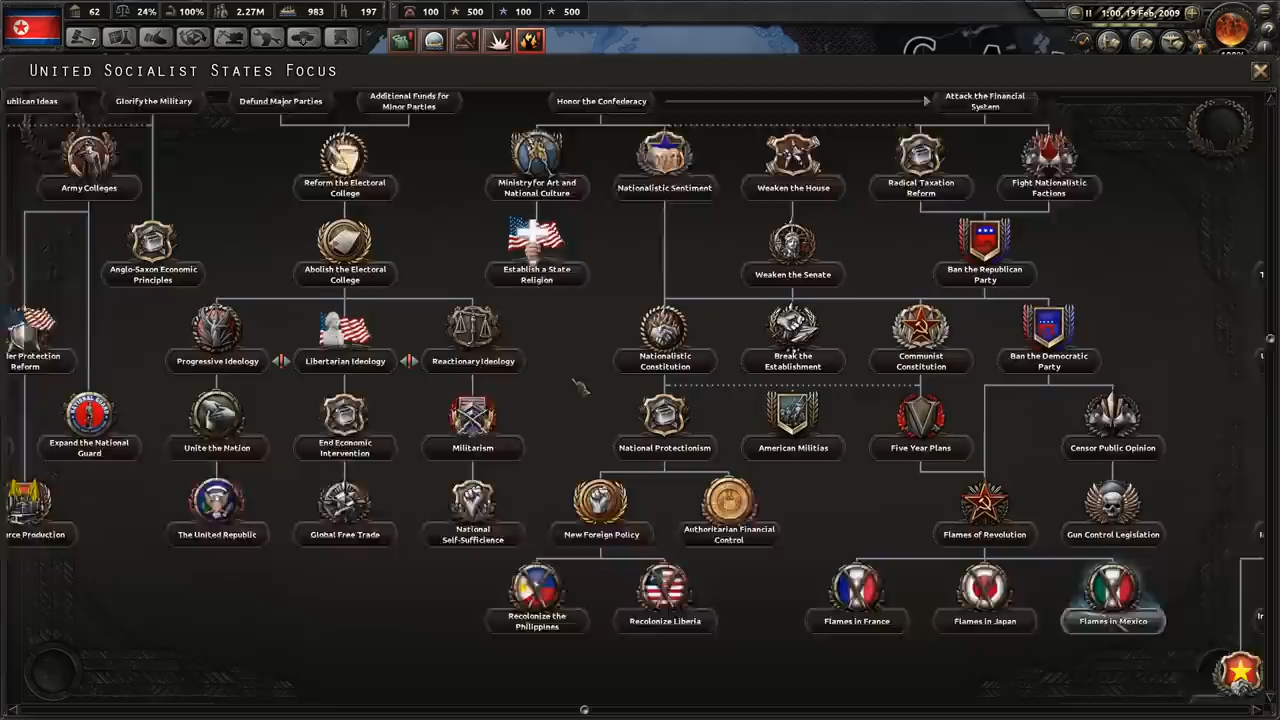 62 24% 100% 2.27M 983 197 100 500 100 500
1:00, 19 Feb, 2009
7
United Socialist States Focus
ublican Ideas
Glorify the Military
Defund Major Parties
Additional Funds for
Minor Parties
Honor the Confederacy
Attack the Financial
System
Army Colleges
Reform the Electoral
College
Ministry for Art and
National Culture
Nationalistic Sentiment
Weaken the House
Radical Taxation
Reform
Fight Nationalistic
Factions
Anglo-Saxon Economic
Principles
Abolish the Electoral
College
Establish a State
Religion
Weaken the Senate
Ban the Republican
Party
der Protection
Reform
Progressive Ideology
Libertarian Ideology
Reactionary Ideology
Nationalistic
Constitution
Break the
Establishment
Communist
Constitution
Ban the Democratic
Party
NATIONAL GUARD
Expand the National
Guard
Unite the Nation
End Economic
Intervention
Militarism
National Protectionism
American Militias
Five Year Plans
Censor Public Opinion
rce Production
The United Republic
Global Free Trade
National
Self-Sufficience
New Foreign Policy
Authoritarian Financial
Control
Flames of Revolution
Gun Control Legislation
Recolonize the
Philippines
Recolonize Liberia
Flames in France
Flames in Japan
Flames in Mexico